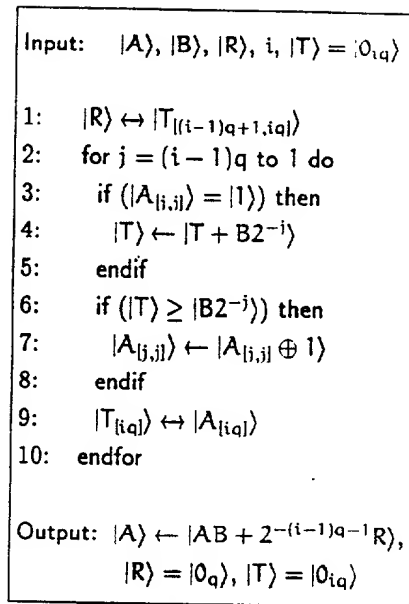 Input: |A⟩, |B⟩, |R⟩, i, |T⟩ = |0_{iq}⟩
1: |R⟩ ↔ |T_{[(i−1)q+1,iq]}⟩
2: for j = (i − 1)q to 1 do
3: if (|A_{[j,j]}⟩ = |1⟩) then
4: |T⟩ ← |T + B2^{−j}⟩
5: endif
6: if (|T⟩ ≥ |B2^{−j}⟩) then
7: |A_{[j,j]}⟩ ← |A_{[j,j]} ⊕ 1⟩
8: endif
9: |T_{[iq]}⟩ ↔ |A_{[iq]}⟩
10: endfor
Output: |A⟩ ← |AB + 2^{−(i−1)q−1}R⟩,
|R⟩ = |0_q⟩, |T⟩ = |0_{iq}⟩